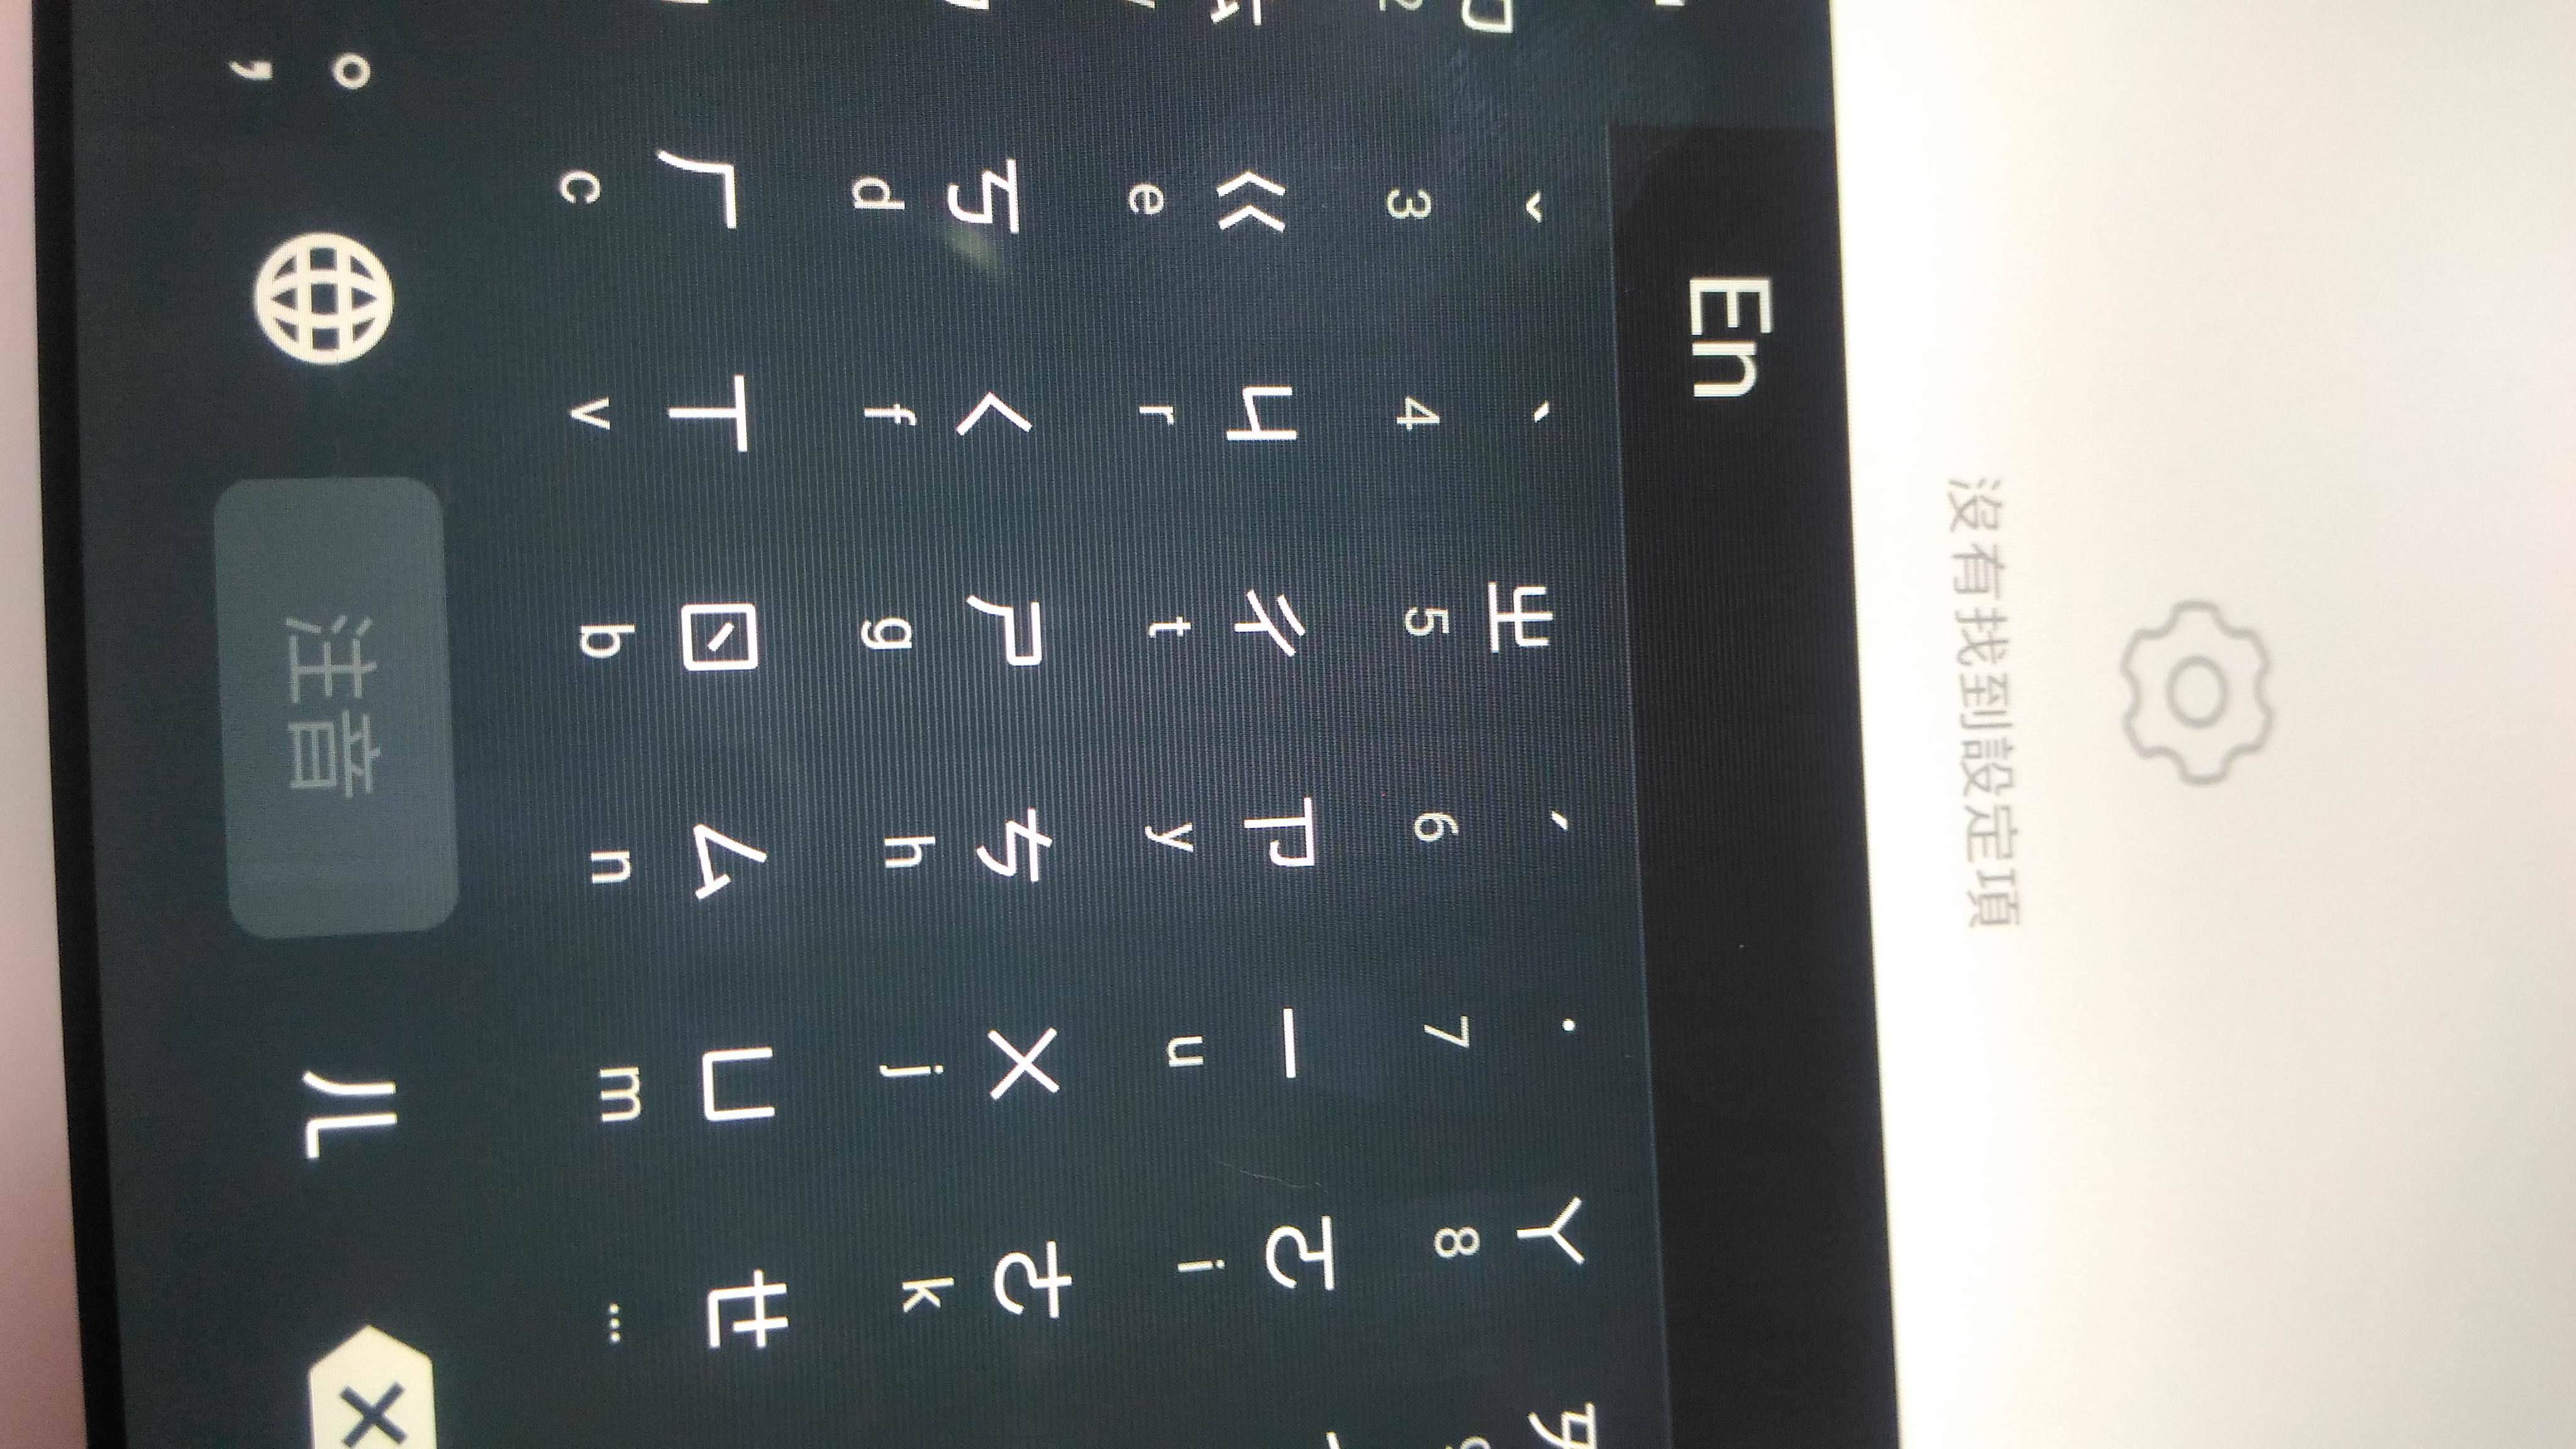 沒有找到設定項
En
ˇ ˋ ㄓ ˊ ˙ ㄚ ㄞ
3 4 5 6 7 8
ㄍ ㄐ ㄔ ㄗ ㄧ ㄛ
e r t y u i
ㄎ ㄑ ㄕ ㄘ ㄨ ㄜ
d f g h j k
ㄏ ㄒ ㄖ ㄙ ㄩ ㄝ
c v b n m …
。 ， 注音 ㄦ